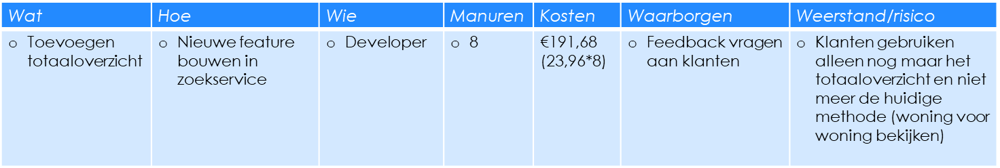 Wat Hoe Wie Manuren Kosten Waarborgen Weerstand/risico
o Toevoegen
totaaloverzicht
o Nieuwe feature
bouwen in
zoekservice
o Developer
o 8
€191,68
(23,96*8)
o Feedback vragen
aan klanten
o Klanten gebruiken
alleen nog maar het
totaaloverzicht en niet
meer de huidige
methode (woning voor
woning bekijken)